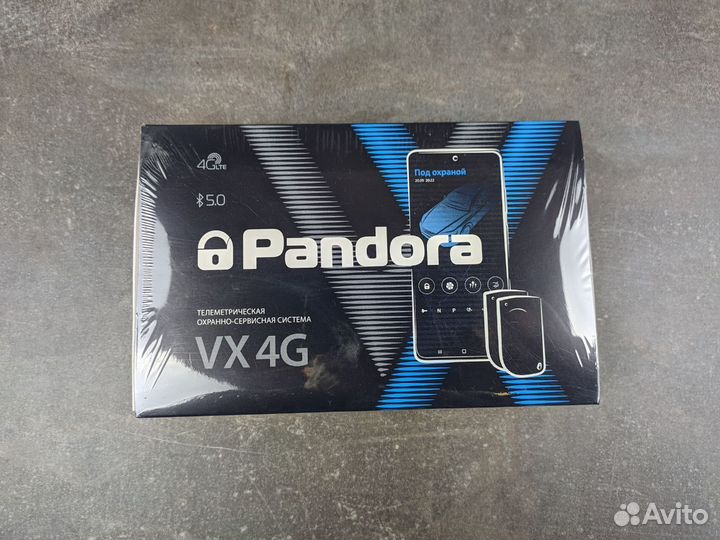 4G LTE
5.0
Pandora
ТЕЛЕМЕТРИЧЕСКАЯ
ОХРАННО-СЕРВИСНАЯ СИСТЕМА
VX 4G
Под охраной
N P
Avito